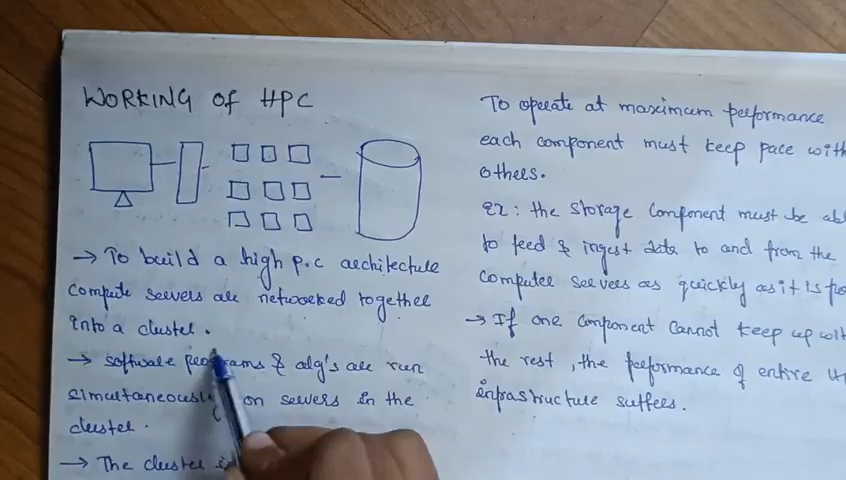 WORKING of HPC
→ To build a high p.c architecture
compute servers are networked together
into a cluster.
→ software programs & alg's are run
simultaneously on servers in the
cluster.
→ The cluster is
To operate at maximum performance
each component must keep pace with
others.
Ex: the storage component must be
to feed & ingest data to and from the
computer servers as quickly as it is
→ If one component cannot keep up
the rest, the performance of entire
infrastructure suffers.